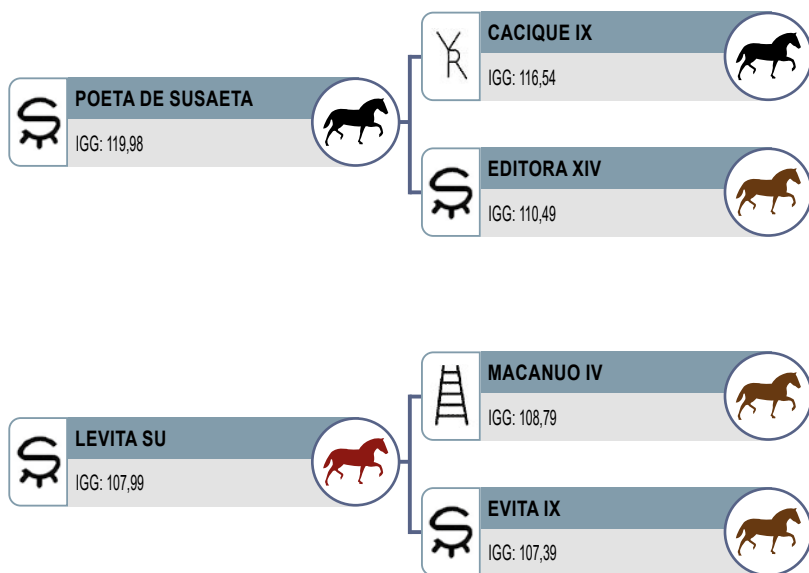 CACIQUE IX
IGG: 116,54
POETA DE SUSAETA
IGG: 119,98
EDITORA XIV
IGG: 110,49
MACANUO IV
IGG: 108,79
LEVITA SU
IGG: 107,99
EVITA IX
IGG: 107,39